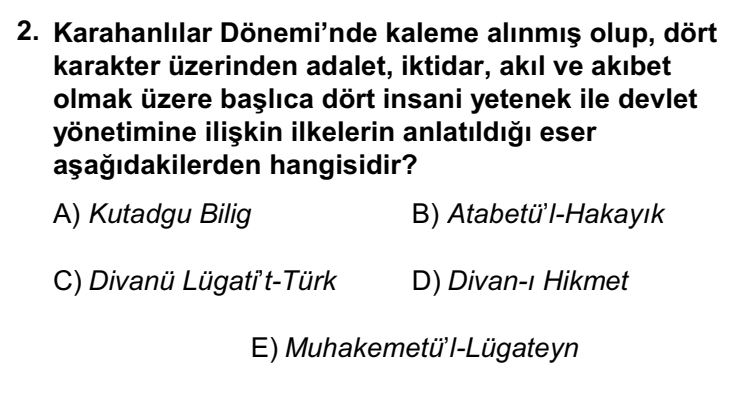 2. Karahanlılar Dönemi’nde kaleme alınmış olup, dört
karakter üzerinden adalet, iktidar, akıl ve akıbet
olmak üzere başlıca dört insani yetenek ile devlet
yönetimine ilişkin ilkelerin anlatıldığı eser
aşağıdakilerden hangisidir?
A) Kutadgu Bilig B) Atabetü’l-Hakayık
C) Divanü Lügati’t-Türk D) Divan-ı Hikmet
E) Muhakemetü’l-Lügateyn